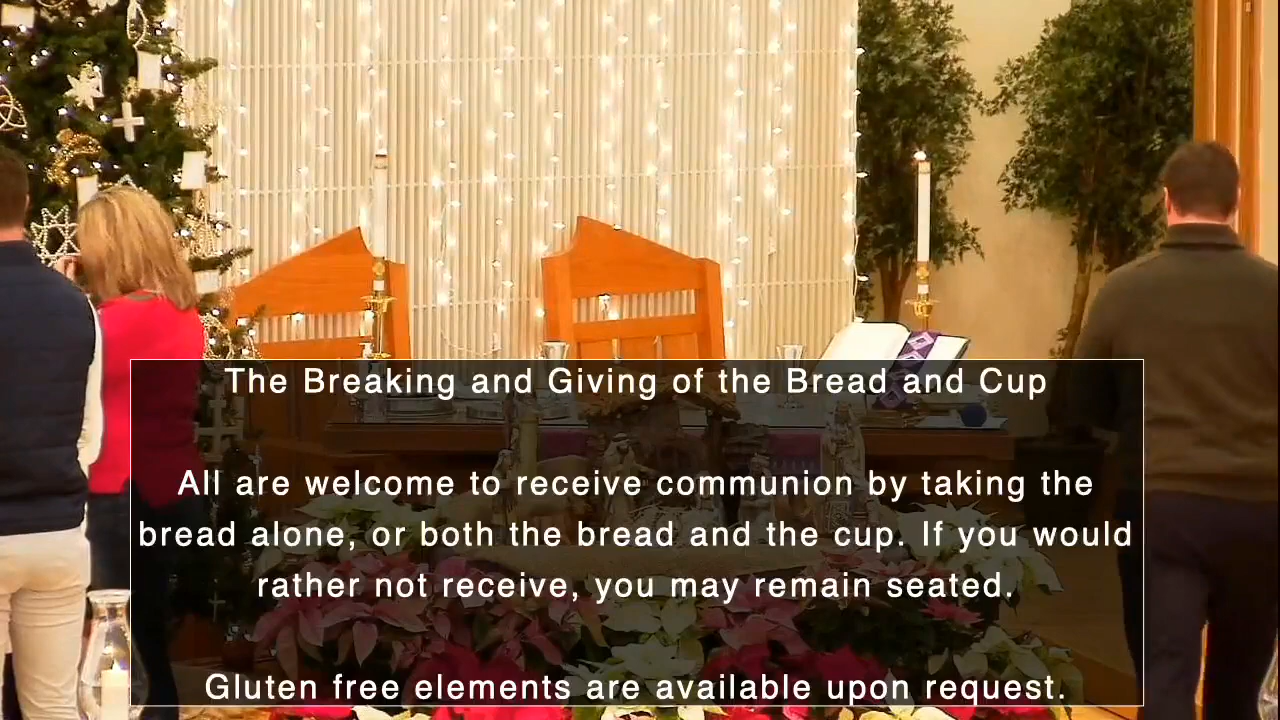 The Breaking and Giving of the Bread and Cup
All are welcome to receive communion by taking the
bread alone, or both the bread and the cup. If you would
rather not receive, you may remain seated.
Gluten free elements are available upon request.